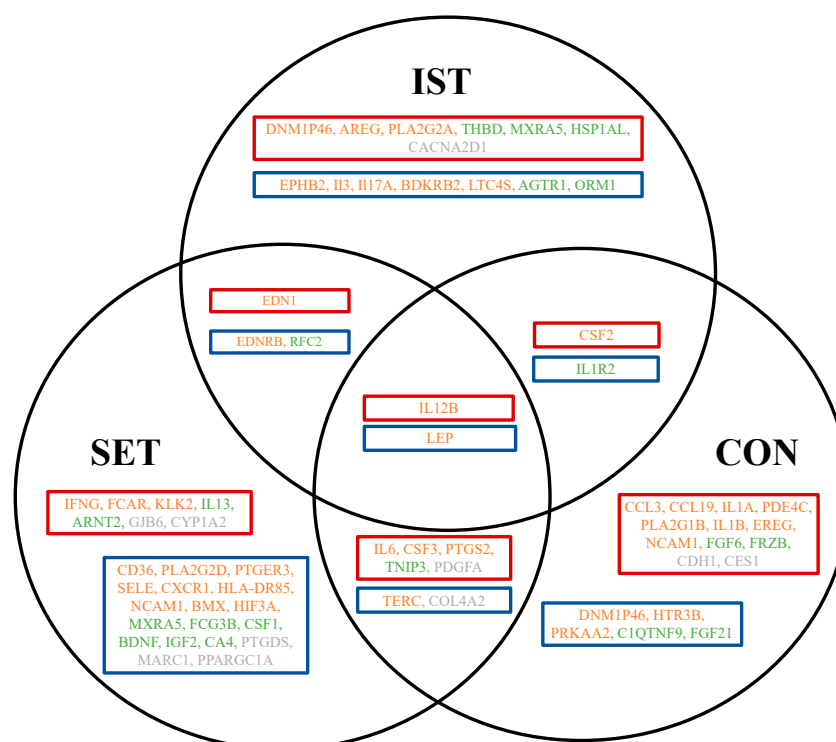 IST
DNM1P46, AREG, PLA2G2A, THBD, MXRA5, HSP1AL,
CACNA2D1
EPHB2, Il3, Il17A, BDKRB2, LTC4S, AGTR1, ORM1
EDN1
EDNRB, RFC2
CSF2
IL1R2
IL12B
LEP
SET
IFNG, FCAR, KLK2, IL13,
ARNT2, GJB6, CYP1A2
CD36, PLA2G2D, PTGER3,
SELE, CXCR1, HLA-DR85,
NCAM1, BMX, HIF3A,
MXRA5, FCG3B, CSF1,
BDNF, IGF2, CA4, PTGDS,
MARC1, PPARGC1A
IL6, CSF3, PTGS2,
TNIP3, PDGFA
TERC, COL4A2
CON
CCL3, CCL19, IL1A, PDE4C,
PLA2G1B, IL1B, EREG,
NCAM1, FGF6, FRZB,
CDH1, CES1
DNM1P46, HTR3B,
PRKAA2, C1QTNF9, FGF21